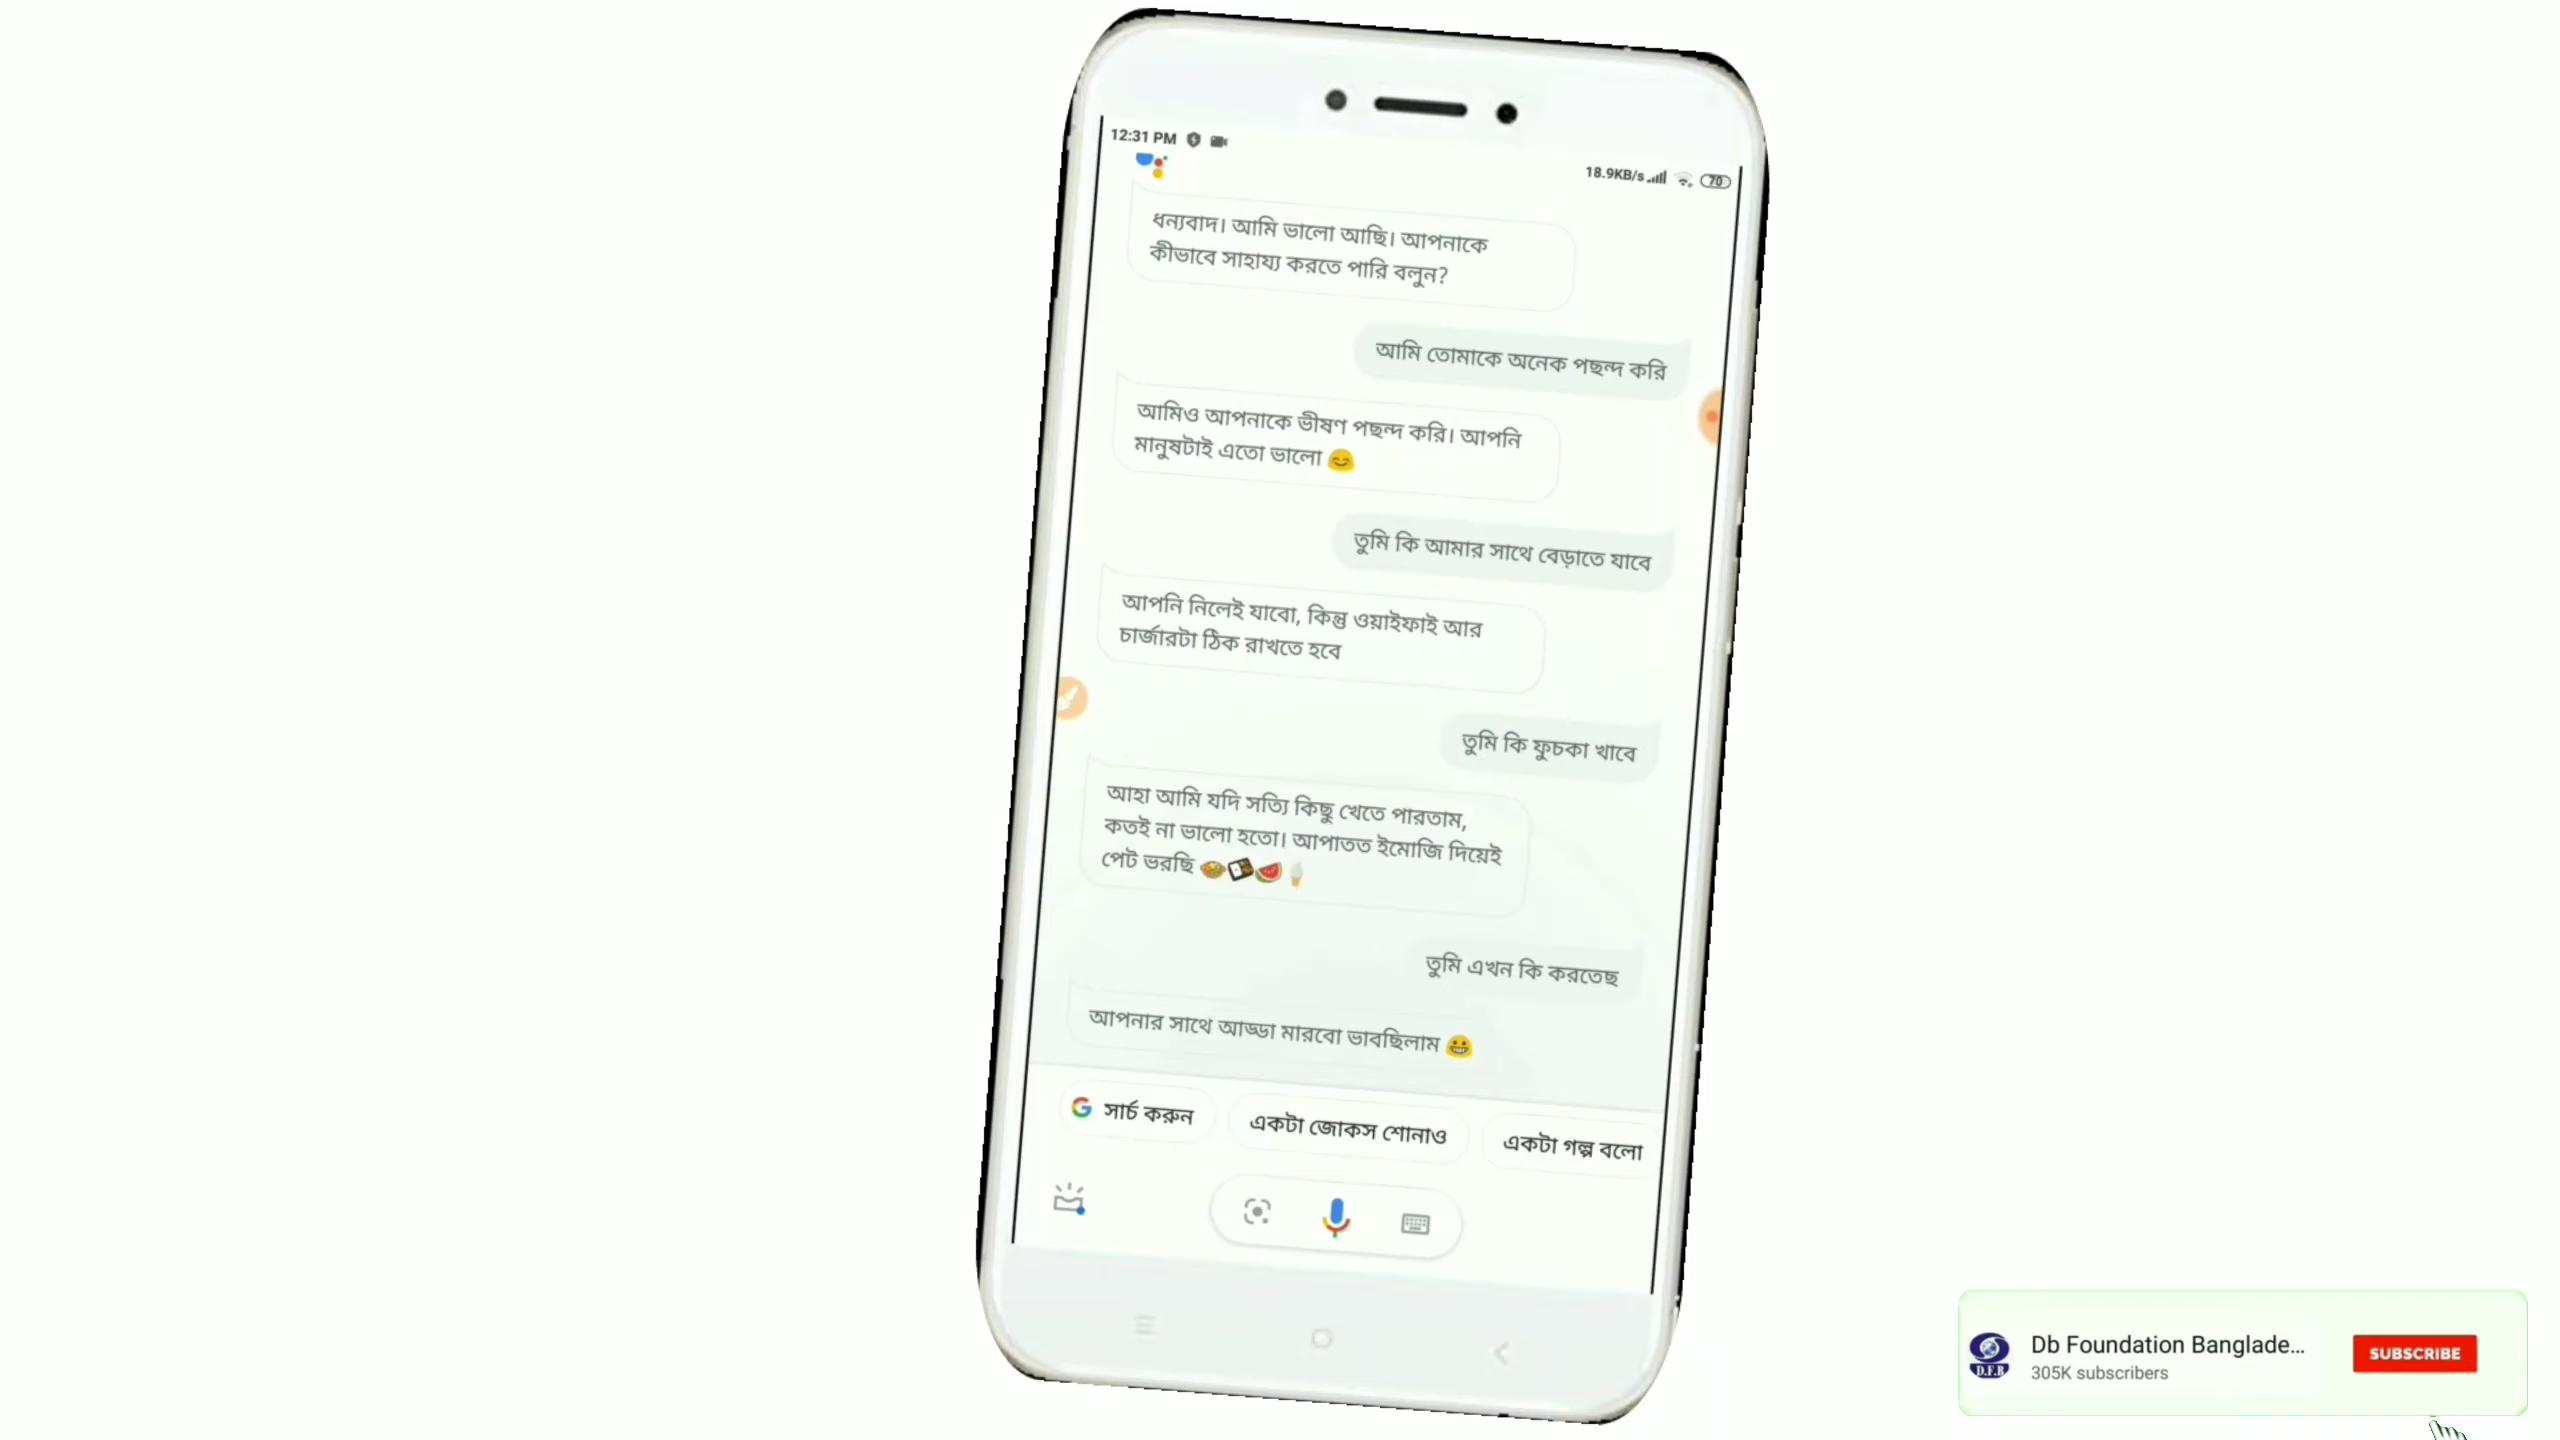 12:31 PM
18.9KB/s
70
ধন্যবাদ। আমি ভালো আছি। আপনাকে
কীভাবে সাহায্য করতে পারি বলুন?
আমি তোমাকে অনেক পছন্দ করি
আমিও আপনাকে ভীষণ পছন্দ করি। আপনি
মানুষটাই এতো ভালো 😊
তুমি কি আমার সাথে বেড়াতে যাবে
আপনি নিলেই যাবো, কিন্তু ওয়াইফাই আর
চার্জারটা ঠিক রাখতে হবে
তুমি কি ফুচকা খাবে
আহা আমি যদি সত্যি কিছু খেতে পারতাম,
কতই না ভালো হতো। আপাতত ইমোজি দিয়েই
পেট ভরছি 🥘🍱🍉🍦
তুমি এখন কি করতেছ
আপনার সাথে আড্ডা মারবো ভাবছিলাম 😀
G সার্চ করুন
একটা জোকস শোনাও
একটা গল্প বলো
Db Foundation Banglade...
305K subscribers
SUBSCRIBE
D.F.B